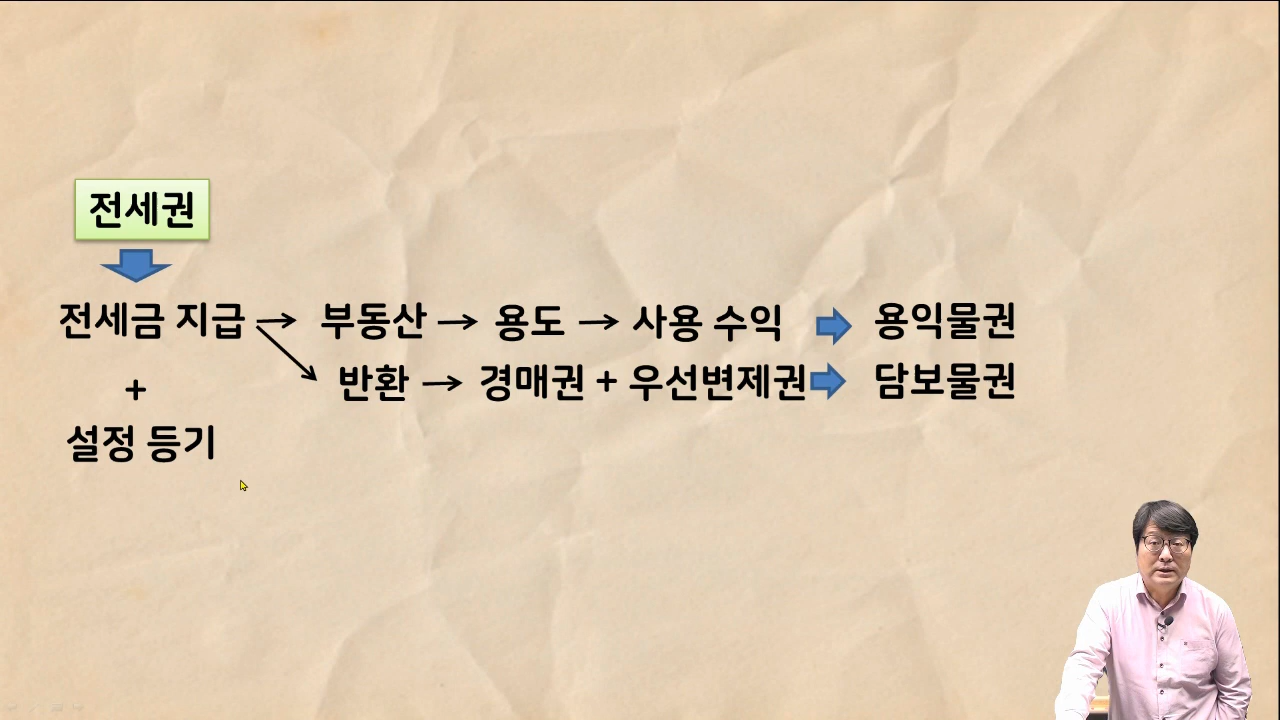 전세권
전세금 지급 → 부동산 → 용도 → 사용 수익 용익물권
반환 → 경매권 + 우선변제권 담보물권
+
설정 등기